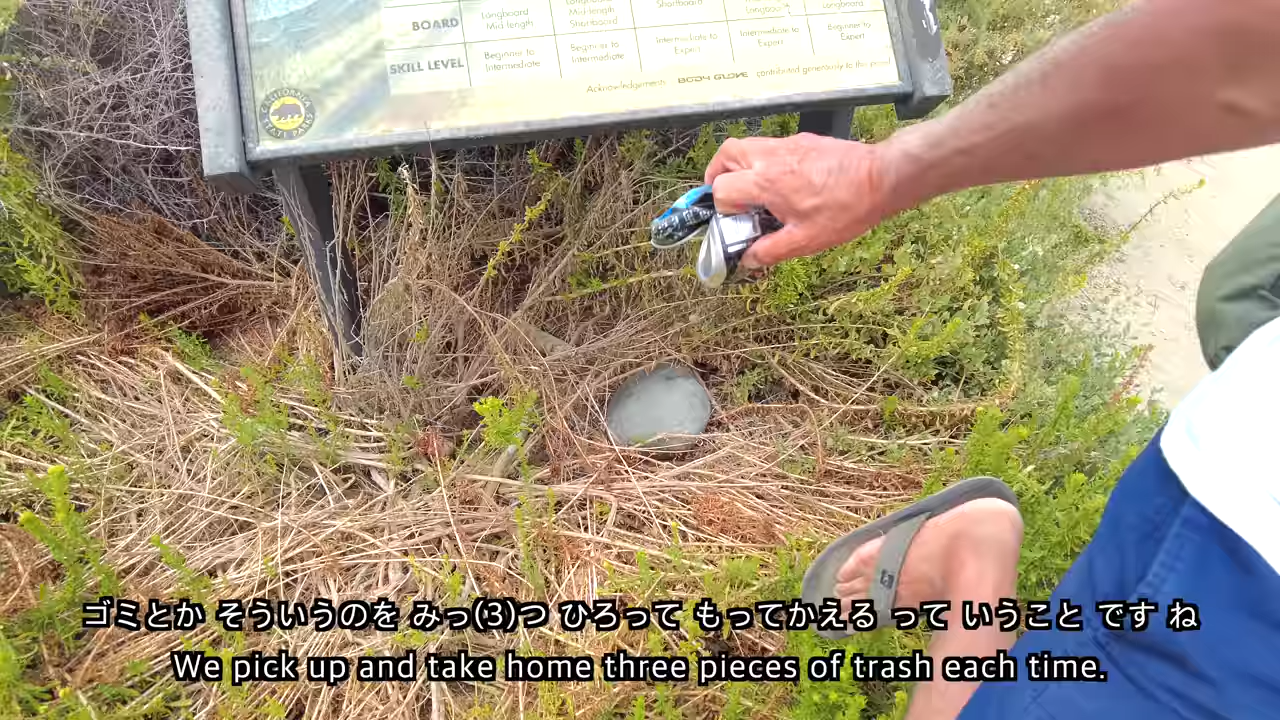 BOARD Longboard Mid-length Shortboard Shortboard Longboard
SKILL LEVEL Beginner to Intermediate Beginner to Intermediate Intermediate to Expert Intermediate to Expert Beginner to Expert
Acknowledgements BODY GLOVE contributed generously to this panel
CALIFORNIA STATE PARKS
ゴミとか そういうのを みっ(3)つ ひろって もってかえる って いうこと です ね
We pick up and take home three pieces of trash each time.